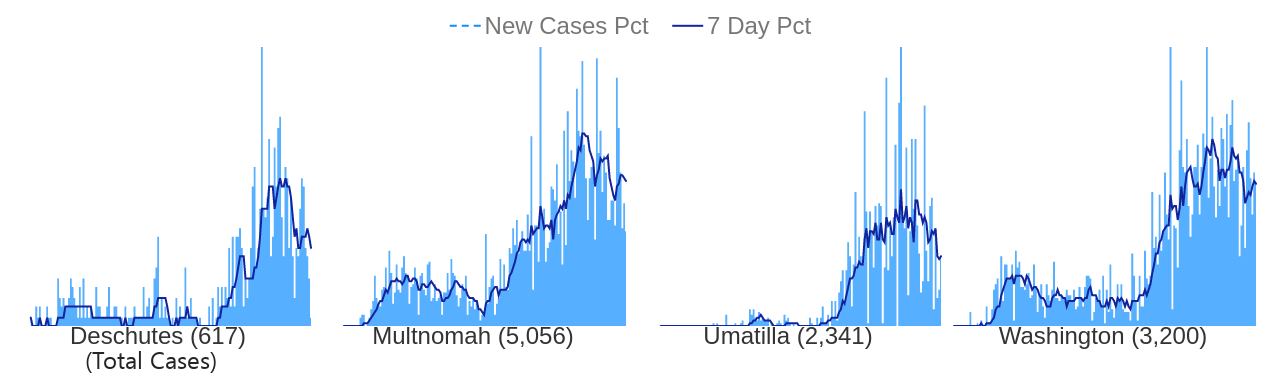 New Cases Pct 7 Day Pct
Deschutes (617) Multnomah (5,056) Umatilla (2,341) Washington (3,200)
(Total Cases)